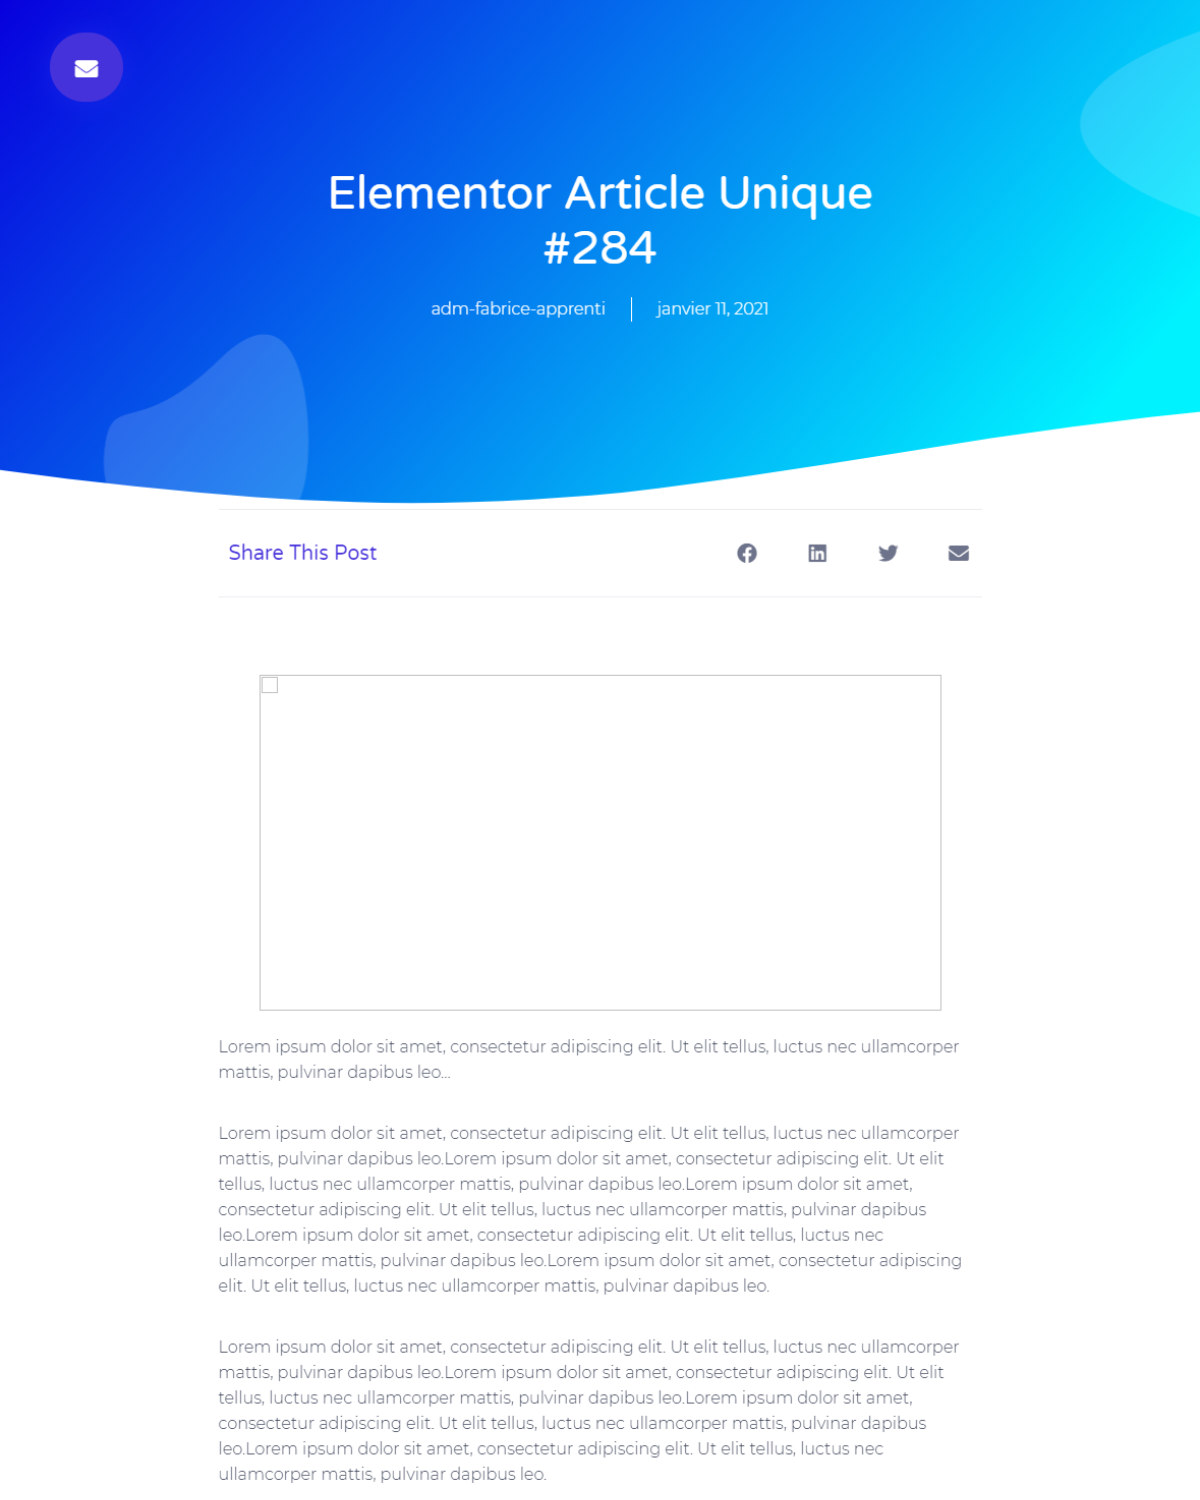 Elementor Article Unique
#284
adm-fabrice-apprenti
janvier 11, 2021
Share This Post
Lorem ipsum dolor sit amet, consectetur adipiscing elit. Ut elit tellus, luctus nec ullamcorper
mattis, pulvinar dapibus leo...
Lorem ipsum dolor sit amet, consectetur adipiscing elit. Ut elit tellus, luctus nec ullamcorper
mattis, pulvinar dapibus leo.Lorem ipsum dolor sit amet, consectetur adipiscing elit. Ut elit
tellus, luctus nec ullamcorper mattis, pulvinar dapibus leo.Lorem ipsum dolor sit amet,
consectetur adipiscing elit. Ut elit tellus, luctus nec ullamcorper mattis, pulvinar dapibus
leo.Lorem ipsum dolor sit amet, consectetur adipiscing elit. Ut elit tellus, luctus nec
ullamcorper mattis, pulvinar dapibus leo.Lorem ipsum dolor sit amet, consectetur adipiscing
elit. Ut elit tellus, luctus nec ullamcorper mattis, pulvinar dapibus leo.
Lorem ipsum dolor sit amet, consectetur adipiscing elit. Ut elit tellus, luctus nec ullamcorper
mattis, pulvinar dapibus leo.Lorem ipsum dolor sit amet, consectetur adipiscing elit. Ut elit
tellus, luctus nec ullamcorper mattis, pulvinar dapibus leo.Lorem ipsum dolor sit amet,
consectetur adipiscing elit. Ut elit tellus, luctus nec ullamcorper mattis, pulvinar dapibus
leo.Lorem ipsum dolor sit amet, consectetur adipiscing elit. Ut elit tellus, luctus nec
ullamcorper mattis, pulvinar dapibus leo.